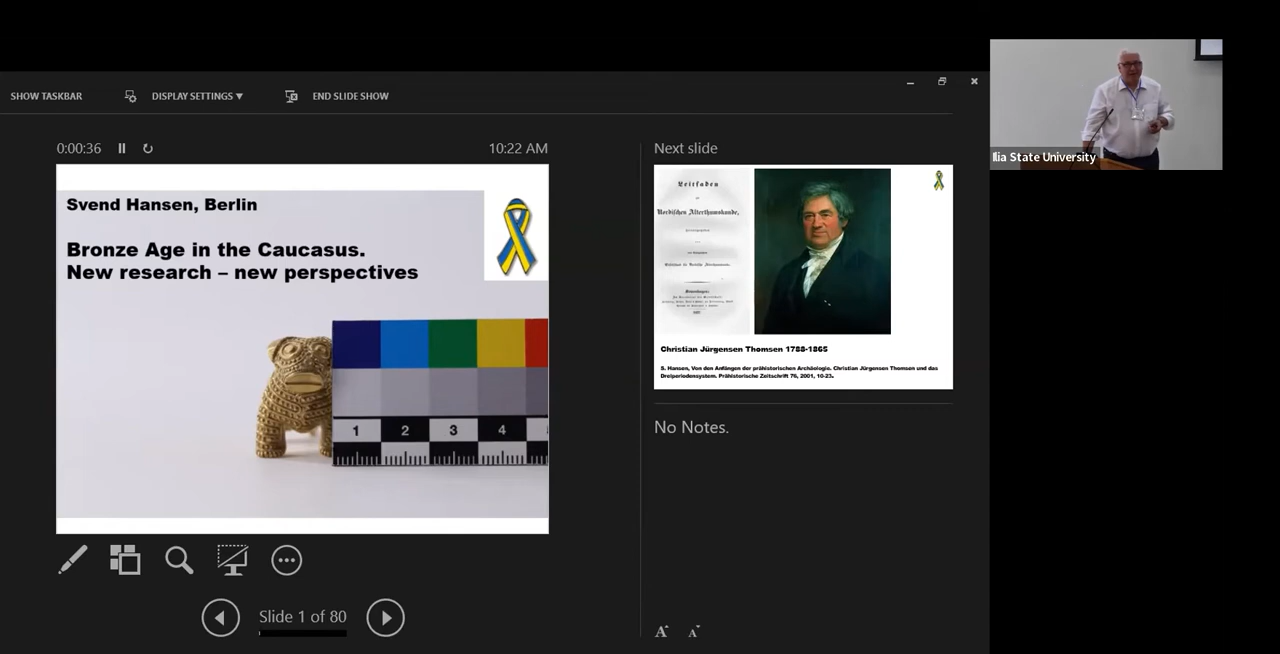 SHOW TASKBAR
DISPLAY SETTINGS ▼
END SLIDE SHOW
0:00:36
10:22 AM
Svend Hansen, Berlin
Bronze Age in the Caucasus.
New research – new perspectives
1 2 3 4
Slide 1 of 80
Next slide
Leitfaden
Nordischen Alterthumskunde,
Christian Jürgensen Thomsen 1788-1865
S. Hansen, Von den Anfängen der prähistorischen Archäologie. Christian Jürgensen Thomsen und das
Dreiperiodensystem. Prähistorische Zeitschrift 76, 2001, 10-23.
No Notes.
A A
Ilia State University